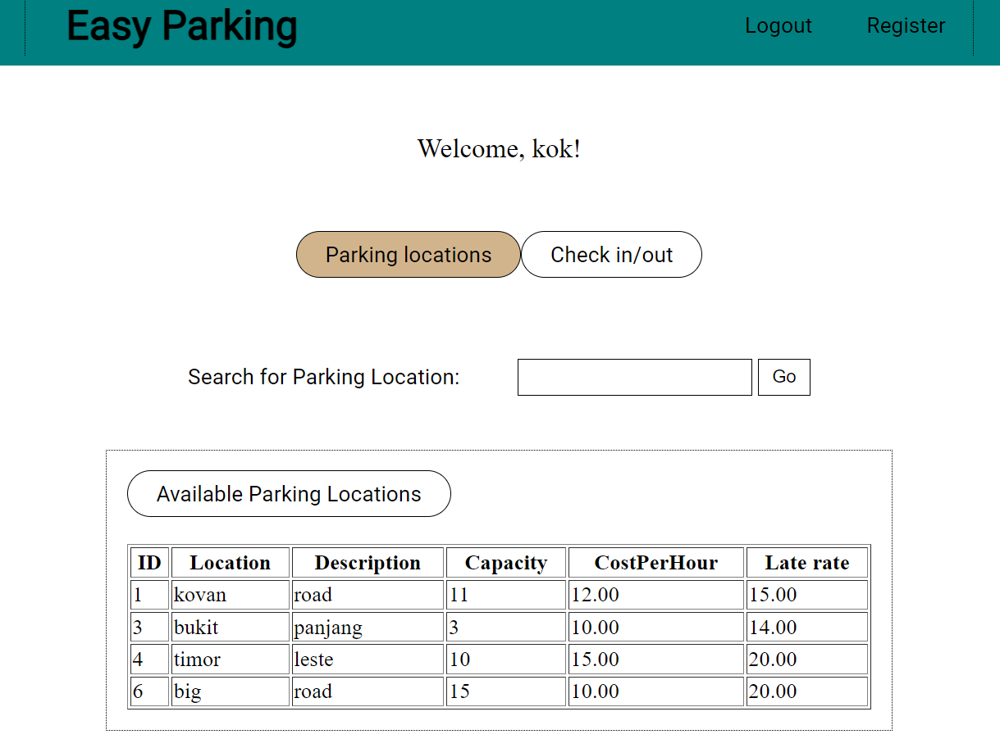 Easy Parking Logout Register
Welcome, kok!
Parking locations Check in/out
Search for Parking Location: Go
Available Parking Locations
ID Location Description Capacity CostPerHour Late rate
1 kovan road 11 12.00 15.00
3 bukit panjang 3 10.00 14.00
4 timor leste 10 15.00 20.00
6 big road 15 10.00 20.00